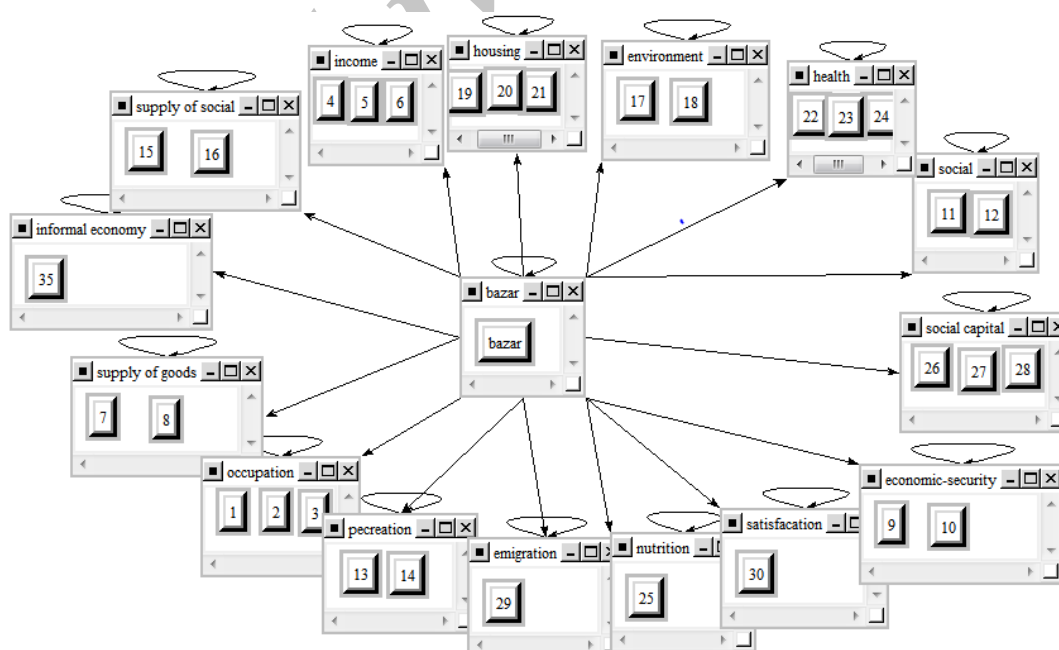 income
4 5 6
housing
19 20 21
environment
17 18
health
22 23 24
supply of social
15 16
social
11 12
informal economy
35
bazar
bazar
social capital
26 27 28
supply of goods
7 8
occupation
1 2 3
pecreation
13 14
emigration
29
nutrition
25
satisfacation
30
economic-security
9 10